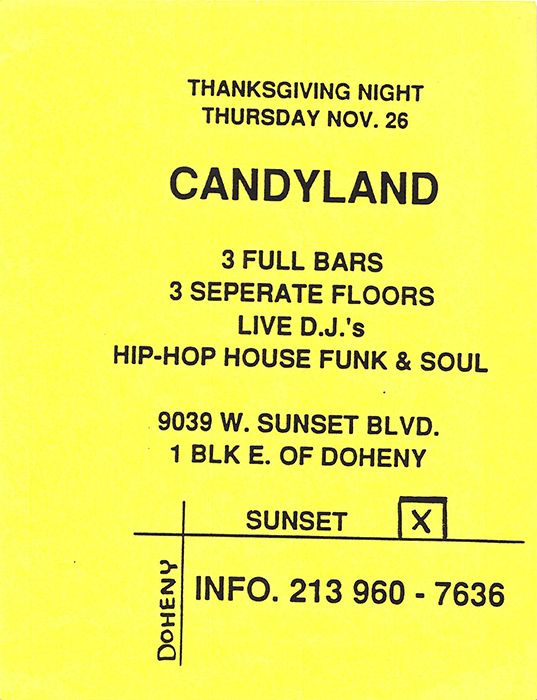 THANKSGIVING NIGHT
THURSDAY NOV. 26
CANDYLAND
3 FULL BARS
3 SEPERATE FLOORS
LIVE D.J.'s
HIP-HOP HOUSE FUNK & SOUL
9039 W. SUNSET BLVD.
1 BLK E. OF DOHENY
SUNSET X
DOHENY
INFO. 213 960 - 7636